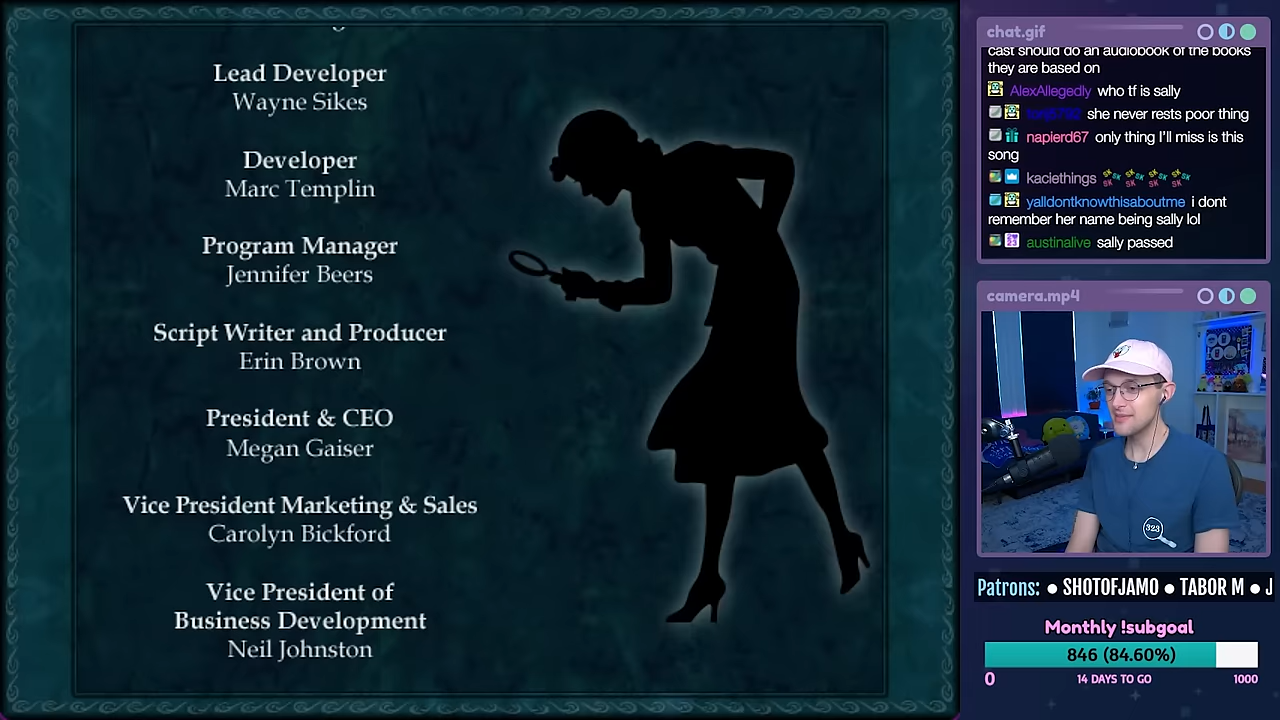 Lead Developer
Wayne Sikes
Developer
Marc Templin
Program Manager
Jennifer Beers
Script Writer and Producer
Erin Brown
President & CEO
Megan Gaiser
Vice President Marketing & Sales
Carolyn Bickford
Vice President of
Business Development
Neil Johnston
chat.gif
cast should do an audiobook of the books
they are based on
AlexAllegedly who tf is sally
she never rests poor thing
napierd67 only thing I'll miss is this
song
kaciethings
yalldontknowthisaboutme i dont
remember her name being sally lol
austinalive sally passed
camera.mp4
323
Patrons: ● SHOTOFJAMO ● TABOR M ● J
Monthly !subgoal
846 (84.60%)
0 14 DAYS TO GO 1000